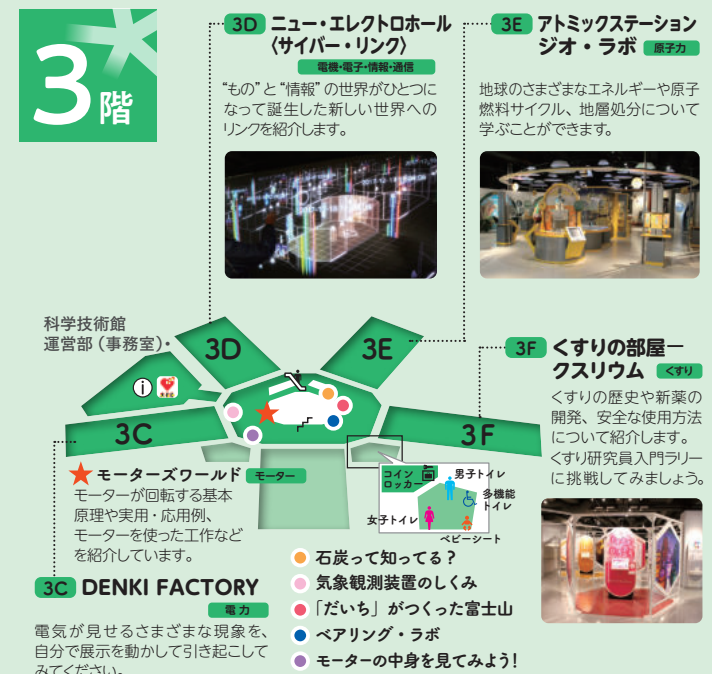 3階
3D ニュー・エレクトロホール
〈サイバー・リンク〉
電機・電子・情報・通信
“もの”と“情報”の世界がひとつに
なって誕生した新しい世界への
リンクを紹介します。
3E アトミックステーション
ジオ・ラボ 原子力
地球のさまざまなエネルギーや原子
燃料サイクル、地層処分について
学ぶことができます。
科学技術館
運営部（事務室）
3D
3E
3C
3F
i
3F くすりの部屋ー
クスリウム くすり
くすりの歴史や新薬の
開発、安全な使用方法
について紹介します。
くすり研究員入門ラリー
に挑戦してみましょう。
モーターズワールド モーター
モーターが回転する基本
原理や実用・応用例、
モーターを使った工作など
を紹介しています。
コイン
ロッカー
男子トイレ
多機能
トイレ
女子トイレ
ベビーシート
3C DENKI FACTORY
電力
電気が見せるさまざまな現象を、
自分で展示を動かして引き起こして
みてください。
石炭って知ってる？
気象観測装置のしくみ
「だいち」がつくった富士山
ベアリング・ラボ
モーターの中身を見てみよう！